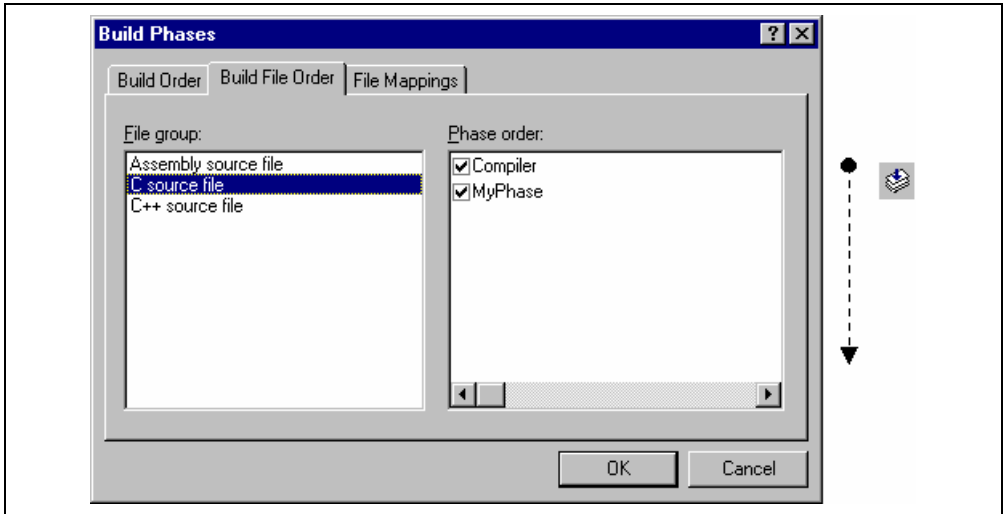 Build Phases
Build Order Build File Order File Mappings
File group:
Phase order:
Assembly source file
C source file
C++ source file
Compiler
MyPhase
OK Cancel